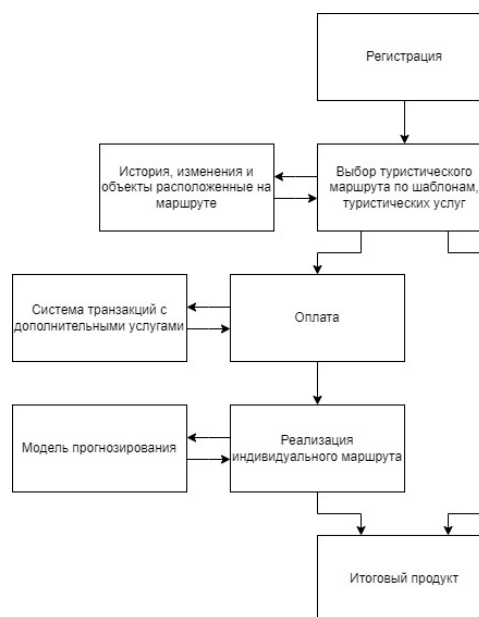 Регистрация
История, изменения и
объекты расположенные на
маршруте
Выбор туристического
маршрута по шаблонам,
туристических услуг
Система транзакций с
дополнительными услугами
Оплата
Модель прогнозирования
Реализация
индивидуального маршрута
Итоговый продукт